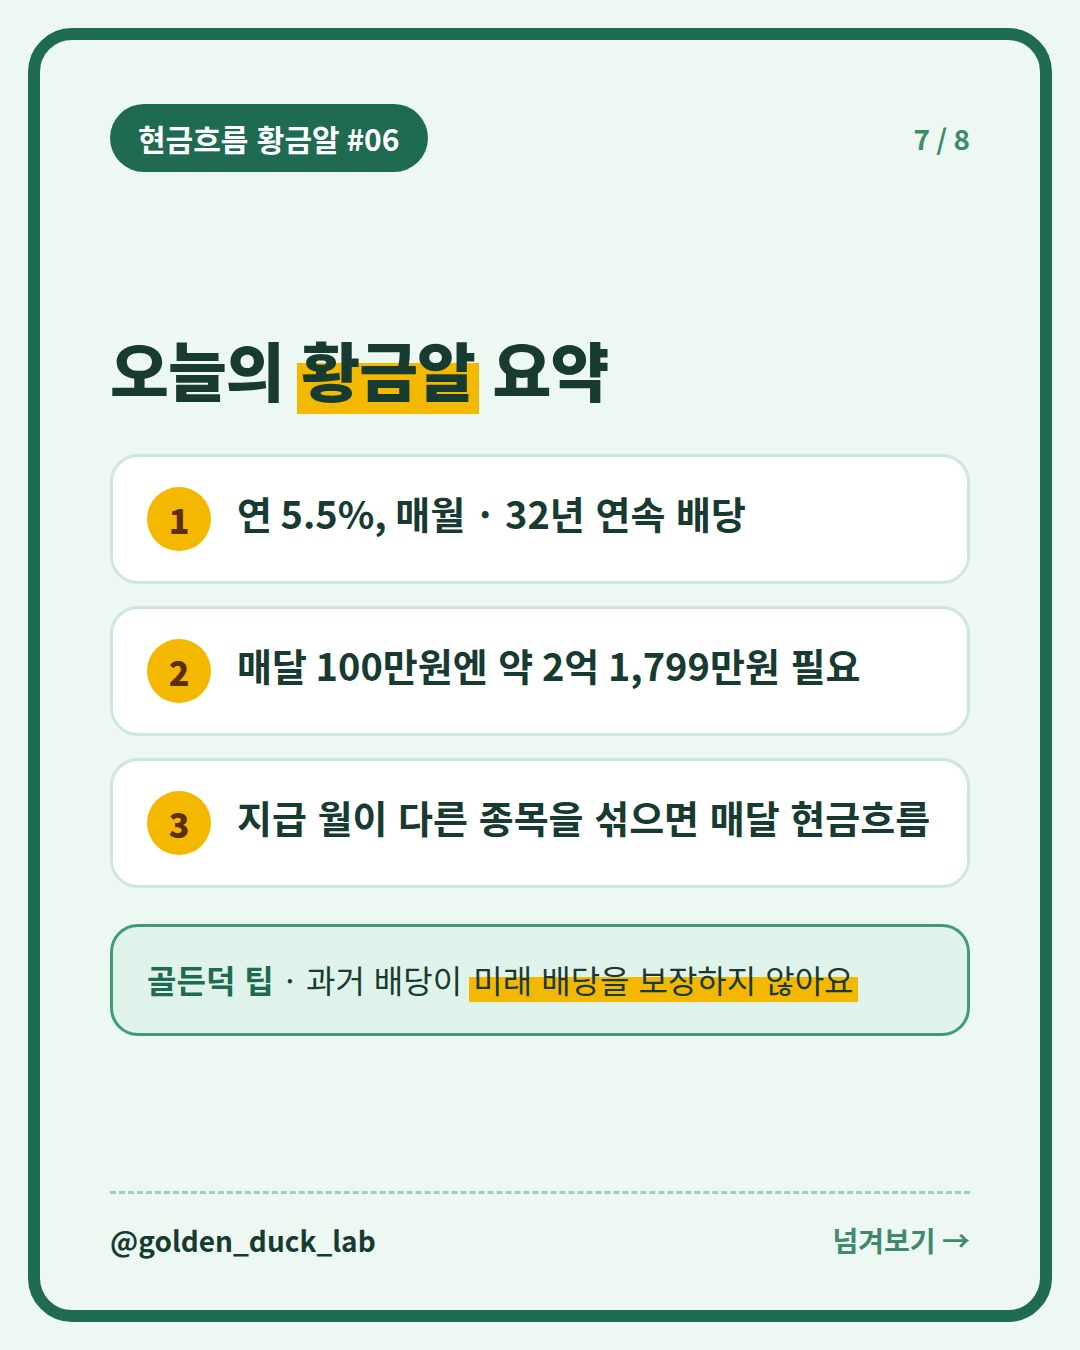 현금흐름 황금알 #06
7 / 8
오늘의 황금알 요약
1 연 5.5%, 매월 · 32년 연속 배당
2 매달 100만원엔 약 2억 1,799만원 필요
3 지급 월이 다른 종목을 섞으면 매달 현금흐름
골든덕 팁 · 과거 배당이 미래 배당을 보장하지 않아요
@golden_duck_lab
넘겨보기 →